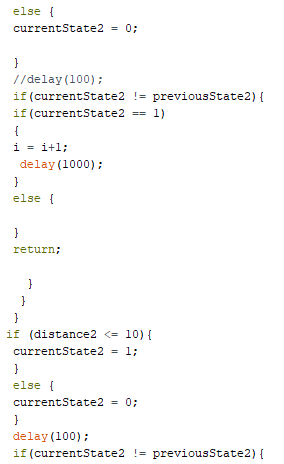 else {
currentState2 = 0;
}
//delay(100);
if(currentState2 != previousState2){
if(currentState2 == 1)
{
i = i+1;
delay(1000);
}
else {
}
return;
}
}
}
if (distance2 <= 10){
currentState2 = 1;
}
else {
currentState2 = 0;
}
delay(100);
if(currentState2 != previousState2){